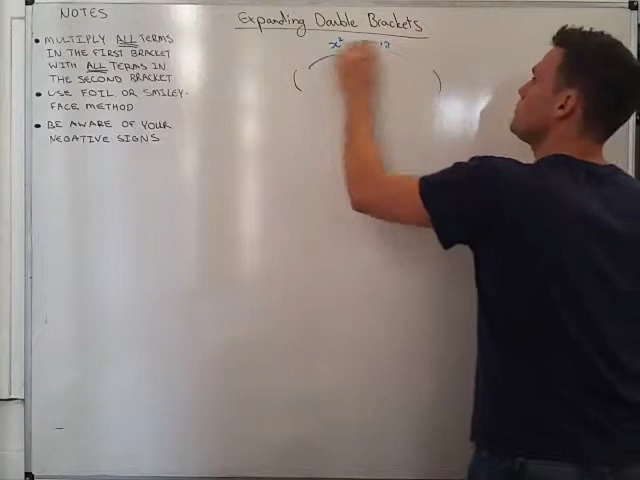 NOTES
Expanding Double Brackets
• MULTIPLY ALL TERMS
IN THE FIRST BRACKET
WITH ALL TERMS IN
THE SECOND BRACKET
• USE FOIL OR SMILEY-
FACE METHOD
• BE AWARE OF YOUR
NEGATIVE SIGNS
x² 12
( )